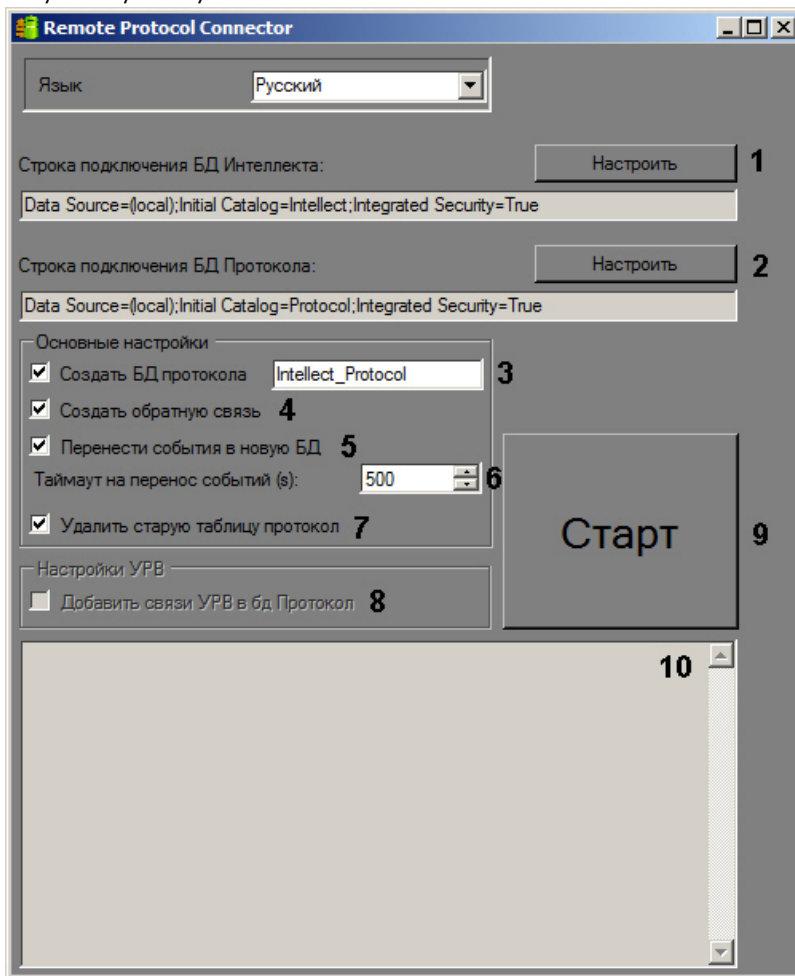 Remote Protocol Connector
Язык Русский
Строка подключения БД Интеллекта: Настроить 1
Data Source=(local);Initial Catalog=Intellect;Integrated Security=True
Строка подключения БД Протокола: Настроить 2
Data Source=(local);Initial Catalog=Protocol;Integrated Security=True
Основные настройки
Создать БД протокола Intellect_Protocol 3
Создать обратную связь 4
Перенести события в новую БД 5
Таймаут на перенос событий (s): 500 6
Удалить старую таблицу протокол 7
Старт 9
Настройки УРВ
Добавить связи УРВ в бд Протокол 8
10